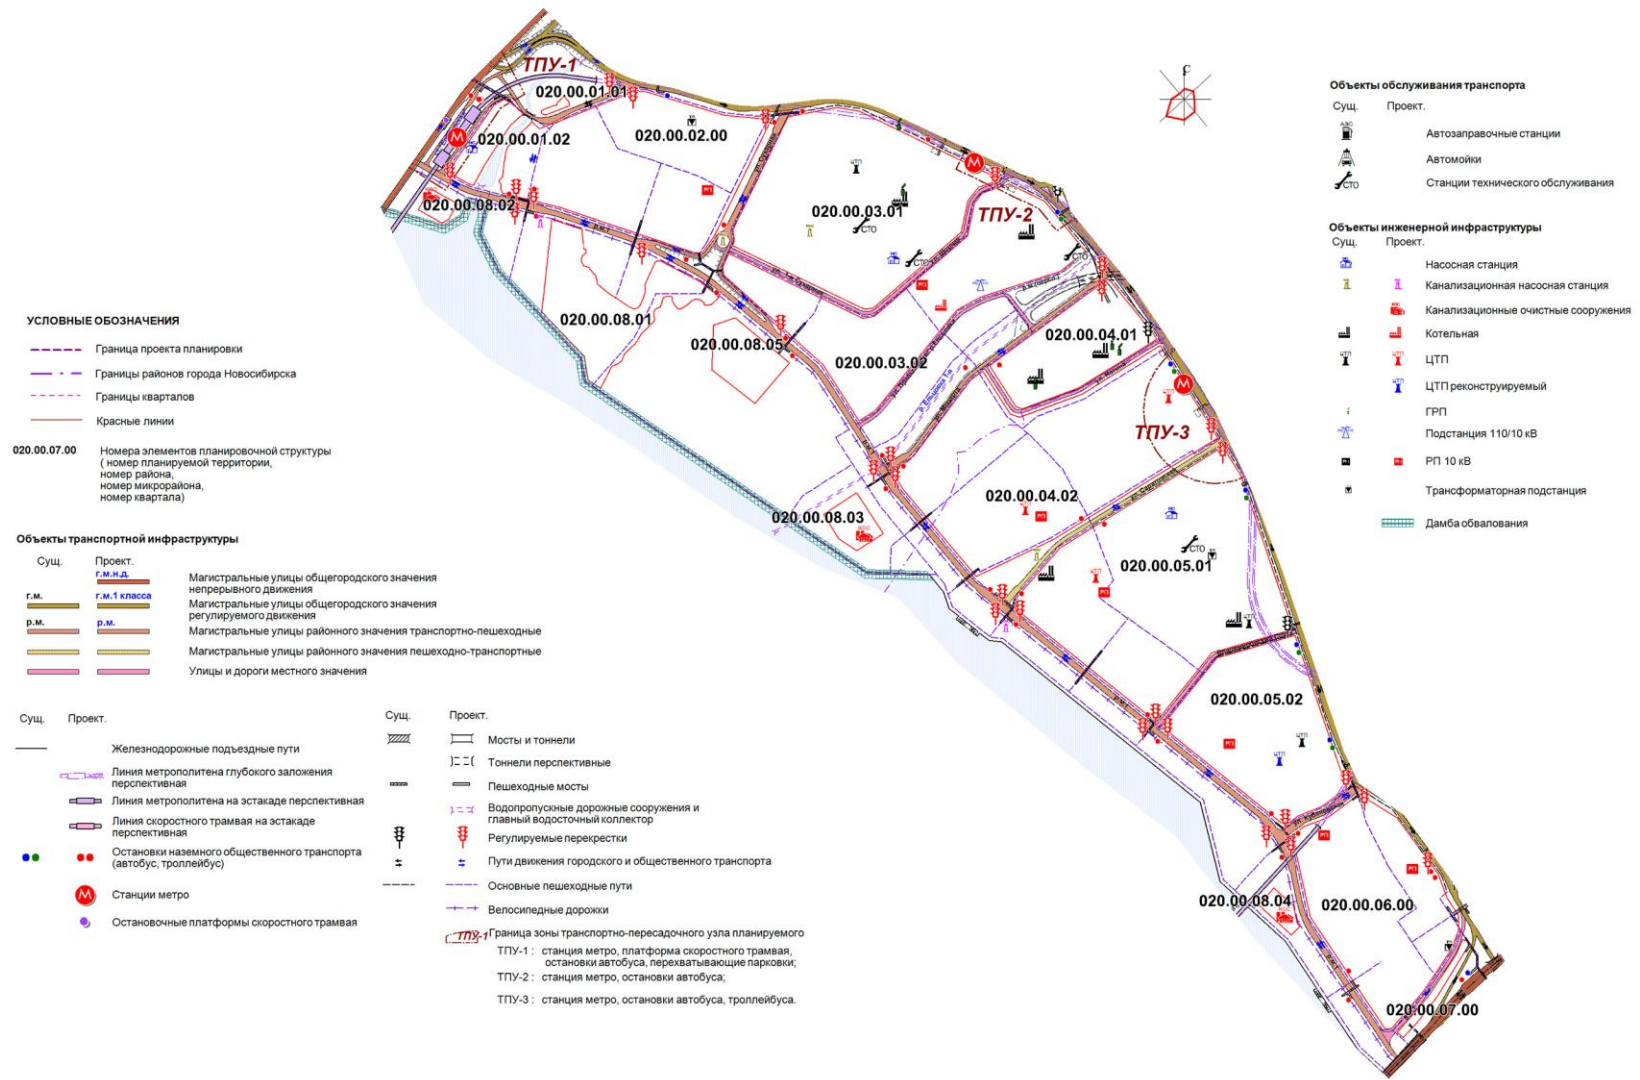 УСЛОВНЫЕ ОБОЗНАЧЕНИЯ
Граница проекта планировки
Границы районов города Новосибирска
Границы кварталов
Красные линии
020.00.07.00
Номера элементов планировочной структуры
( номер планируемой территории,
номер района,
номер микрорайона,
номер квартала)
Объекты транспортной инфраструктуры
Сущ. Проект.
г.м.н.д.
Магистральные улицы общегородского значения
непрерывного движения
г.м. г.м.1 класса
Магистральные улицы общегородского значения
регулируемого движения
р.м. р.м.
Магистральные улицы районного значения транспортно-пешеходные
Магистральные улицы районного значения пешеходно-транспортные
Улицы и дороги местного значения
Сущ. Проект.
Железнодорожные подъездные пути
Линия метрополитена глубокого заложения
перспективная
Линия метрополитена на эстакаде перспективная
Линия скоростного трамвая на эстакаде
перспективная
Остановки наземного общественного транспорта
(автобус, троллейбус)
М
Станции метро
Остановочные платформы скоростного трамвая
Сущ. Проект.
Мосты и тоннели
Тоннели перспективные
Пешеходные мосты
Водопропускные дорожные сооружения и
главный водосточный коллектор
Регулируемые перекрестки
Пути движения городского и общественного транспорта
Основные пешеходные пути
Велосипедные дорожки
ТПУ-1
Граница зоны транспортно-пересадочного узла планируемого
ТПУ-1 : станция метро, платформа скоростного трамвая,
остановки автобуса, перехватывающие парковки;
ТПУ-2 : станция метро, остановки автобуса;
ТПУ-3 : станция метро, остановки автобуса, троллейбуса.
ТПУ-1
020.00.01.01
020.00.01.02
020.00.02.00
020.00.08.02
020.00.03.01
СТО
СТО
ТПУ-2
СТО
020.00.08.01
020.00.08.05
020.00.03.02
020.00.04.01
ТПУ-3
020.00.04.02
020.00.08.03
СТО
020.00.05.01
020.00.05.02
020.00.08.04
020.00.06.00
020.00.07.00
С
Объекты обслуживания транспорта
Сущ. Проект.
АЗС
Автозаправочные станции
Автомойки
СТО
Станции технического обслуживания
Объекты инженерной инфраструктуры
Сущ. Проект.
Насосная станция
Канализационная насосная станция
Канализационные очистные сооружения
Котельная
ЦТП
ЦТП реконструируемый
ГРП
Подстанция 110/10 кВ
РП 10 кВ
Трансформаторная подстанция
Дамба обвалования